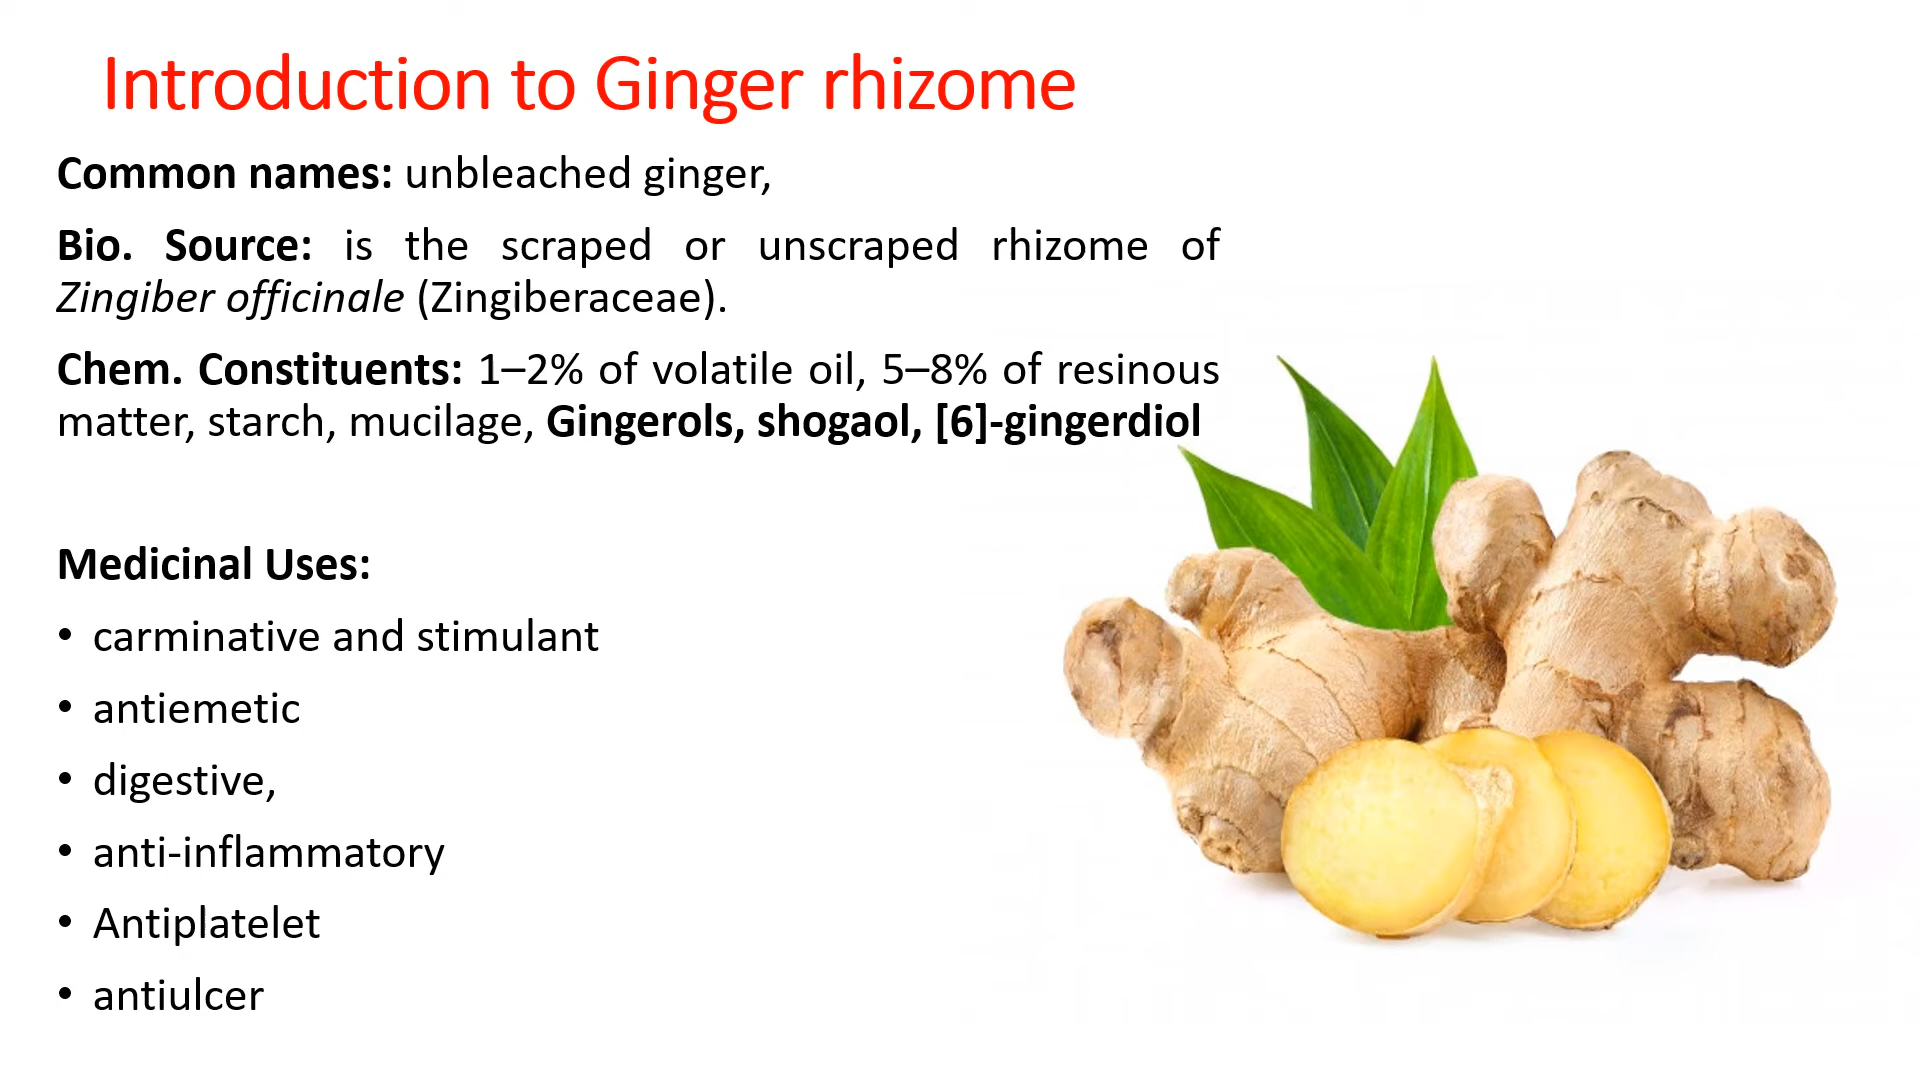 Introduction to Ginger rhizome
Common names: unbleached ginger,
Bio. Source: is the scraped or unscraped rhizome of
Zingiber officinale (Zingiberaceae).
Chem. Constituents: 1–2% of volatile oil, 5–8% of resinous
matter, starch, mucilage, Gingerols, shogaol, [6]-gingerdiol
Medicinal Uses:
• carminative and stimulant
• antiemetic
• digestive,
• anti-inflammatory
• Antiplatelet
• antiulcer